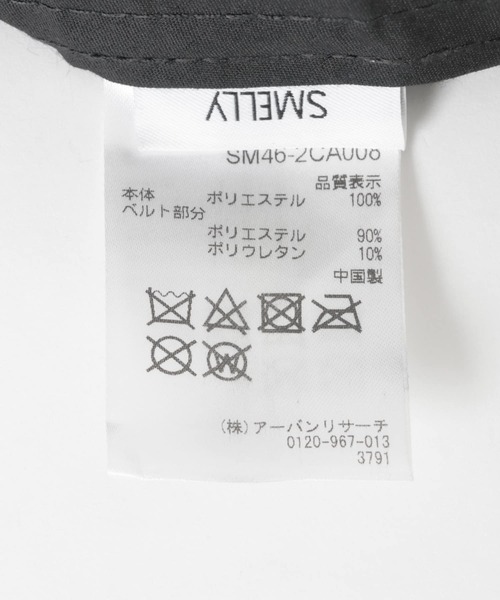 SMELLY
SM46-2CA008
品質表示
本体 ポリエステル 100%
ベルト部分
ポリエステル 90%
ポリウレタン 10%
中国製
W
(株)アーバンリサーチ
0120-967-013
3791